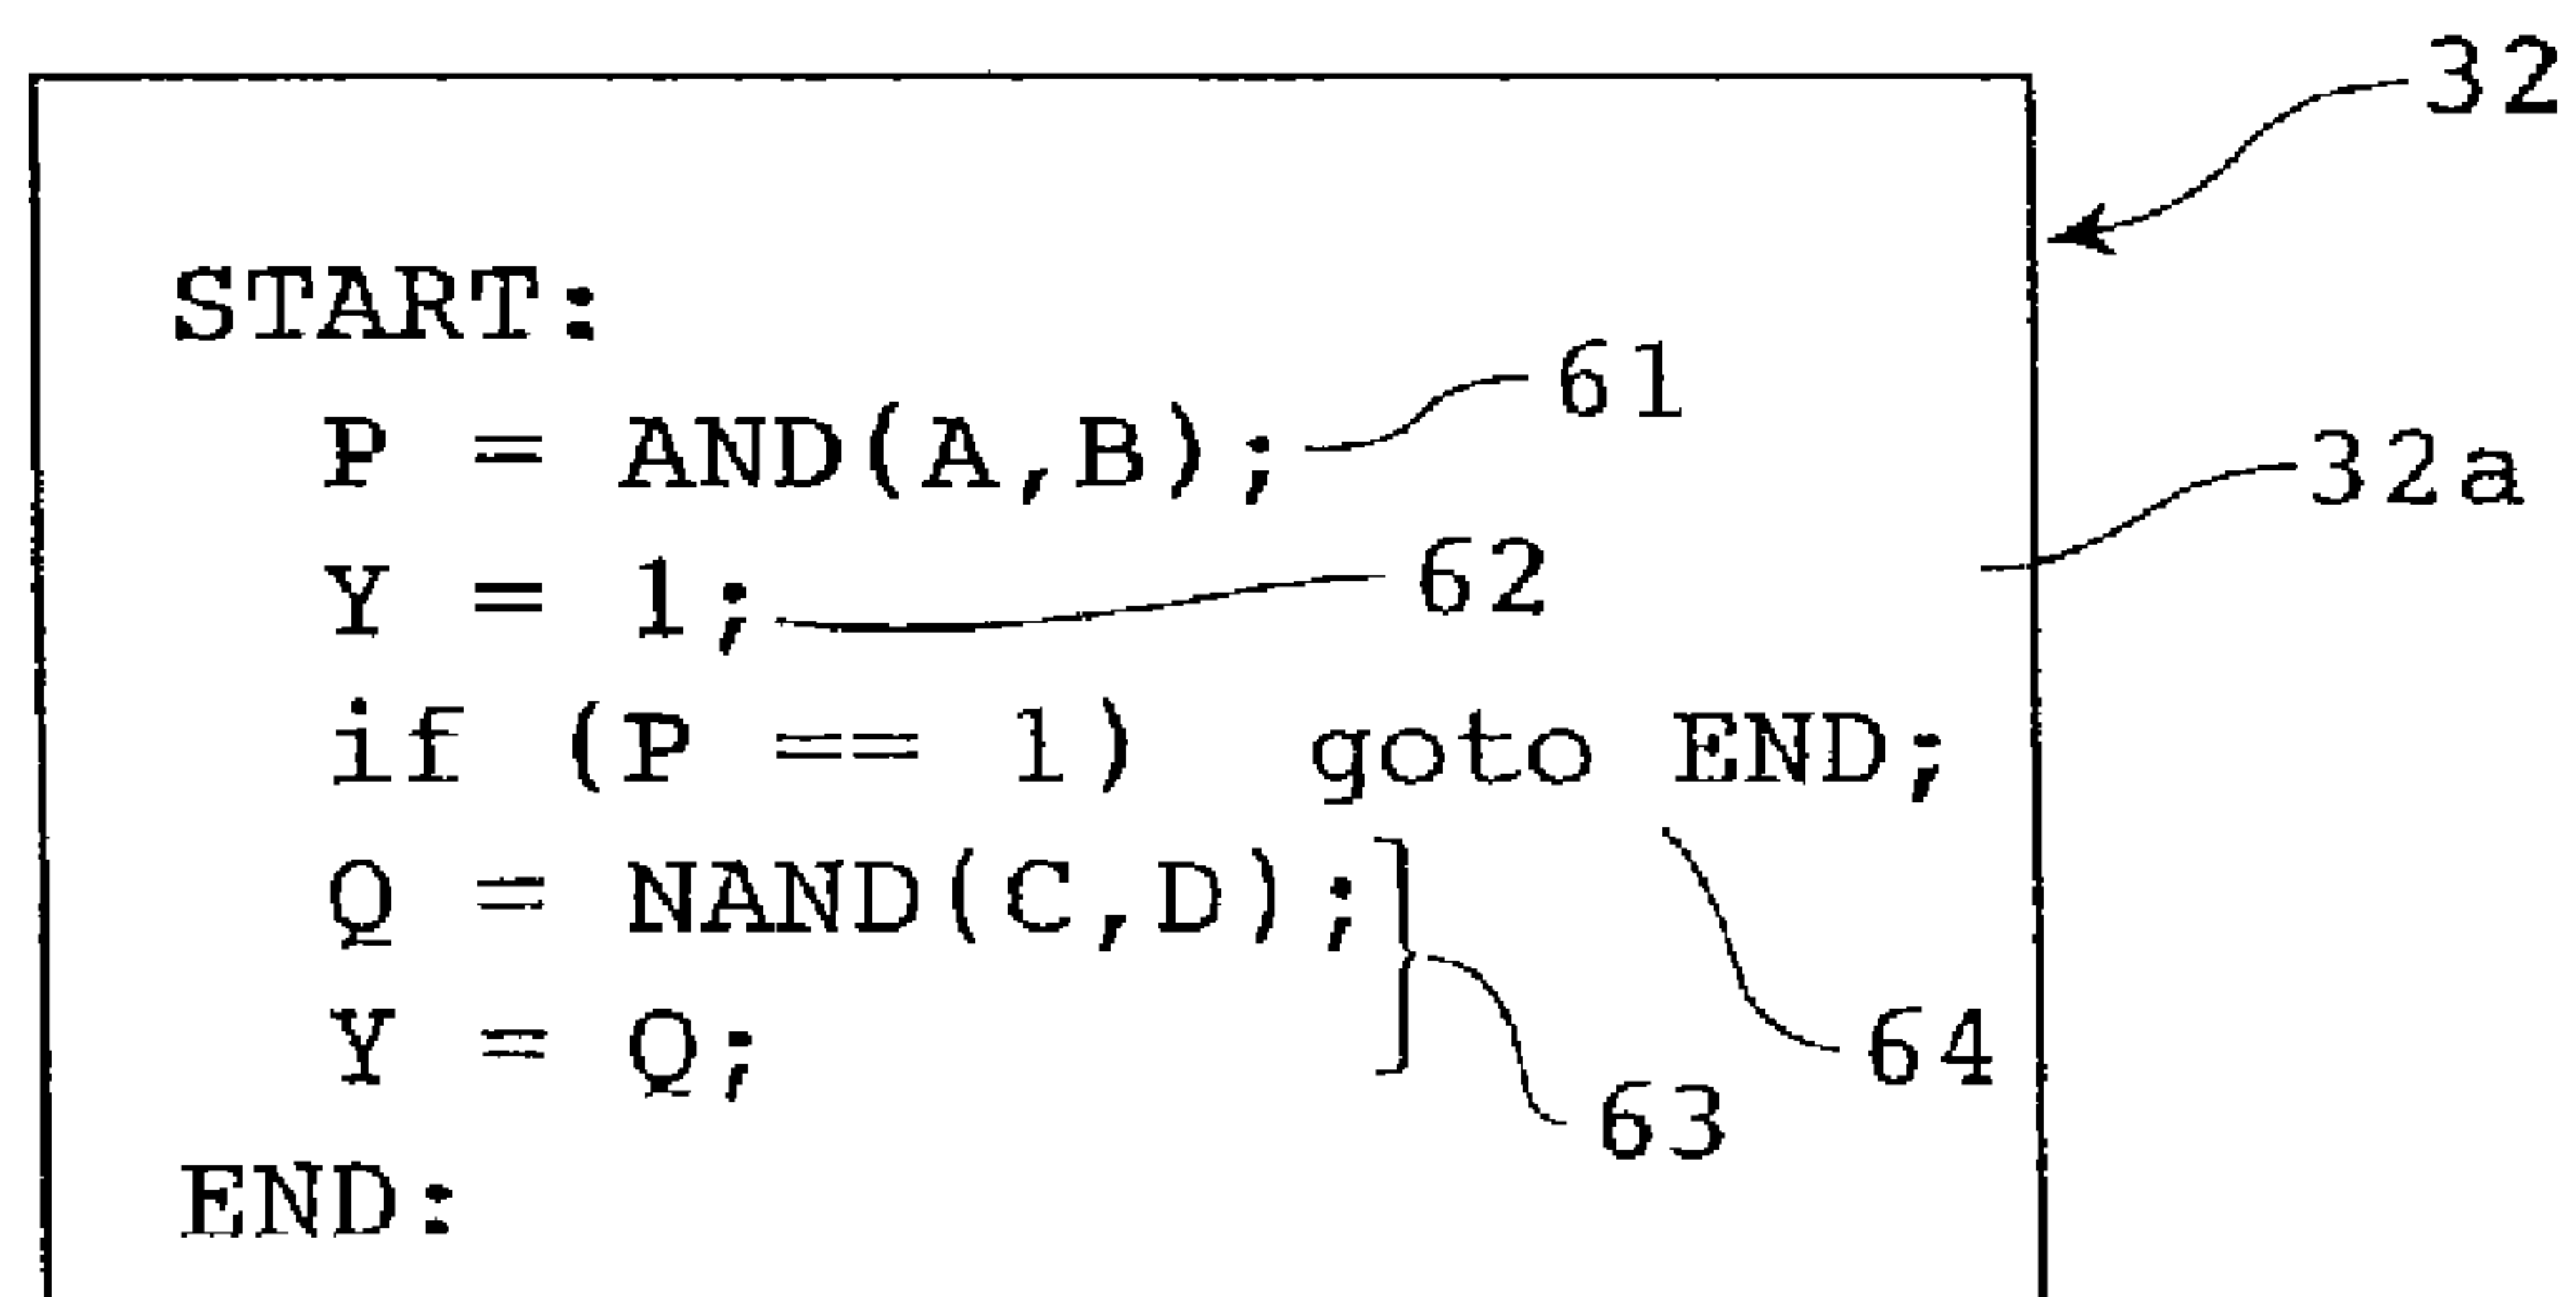 32
START:
P = AND(A,B); 61
32a
Y = 1; 62
if (P == 1) goto END;
Q = NAND(C,D);
Y = Q; 64
63
END: